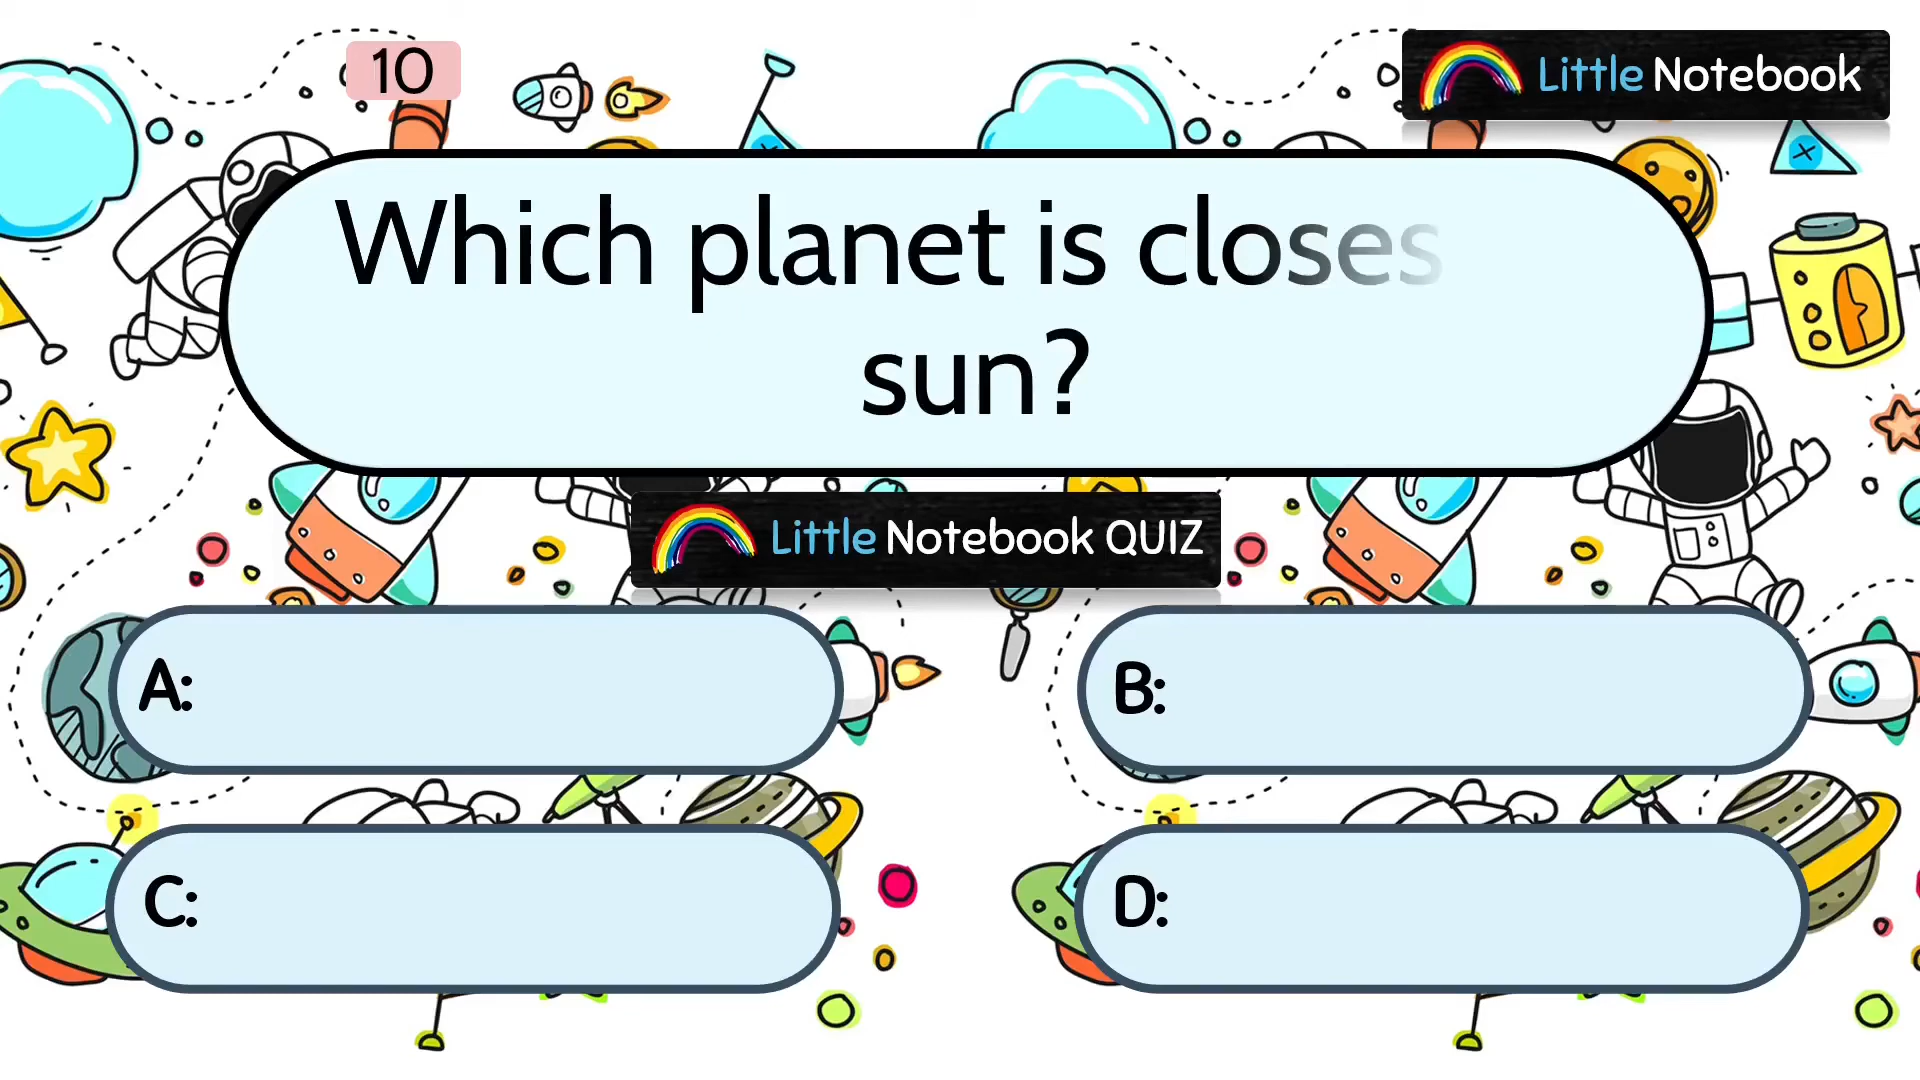 10
Little Notebook
Which planet is closes
sun?
Little Notebook QUIZ
A:
B:
C:
D: